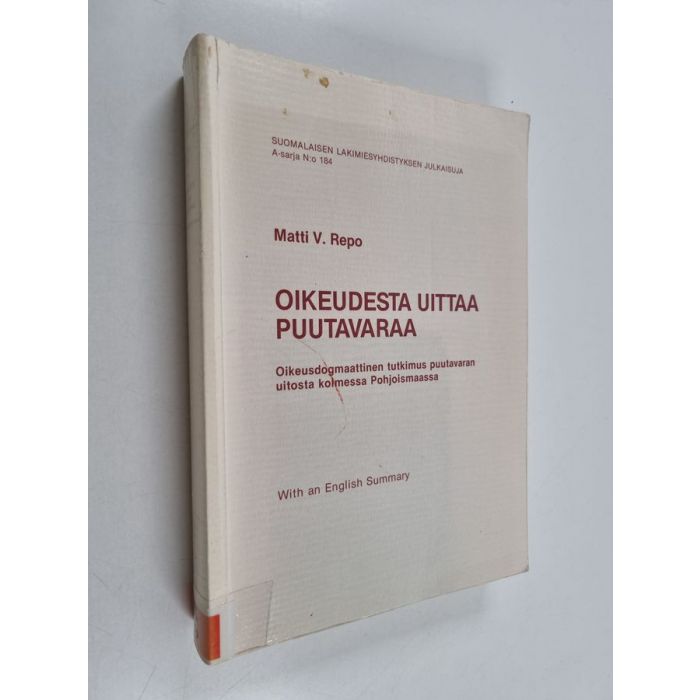 SUOMALAISEN LAKIMIESYHDISTYKSEN JULKAISUJA
A-sarja N:o 184
Matti V. Repo
OIKEUDESTA UITTAA
PUUTAVARAA
Oikeusdogmaattinen tutkimus puutavaran
uitosta kolmessa Pohjoismaassa
With an English Summary